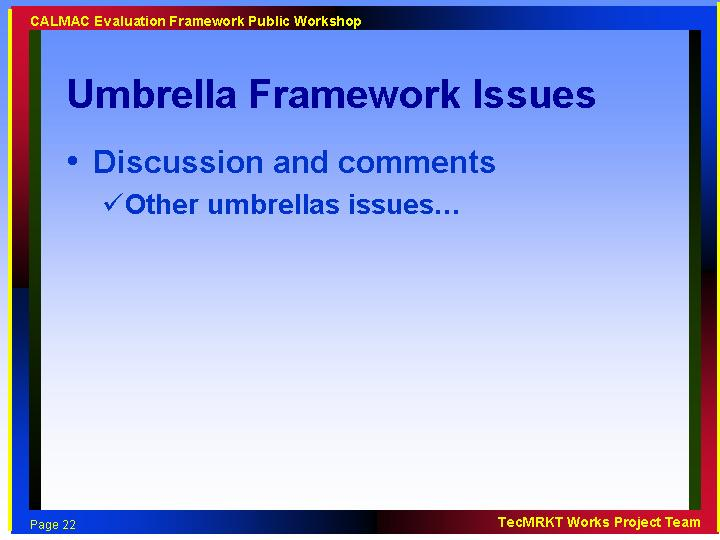 CALMAC Evaluation Framework Public Workshop
Umbrella Framework Issues
• Discussion and comments
✓Other umbrellas issues…
Page 22
TecMRKT Works Project Team